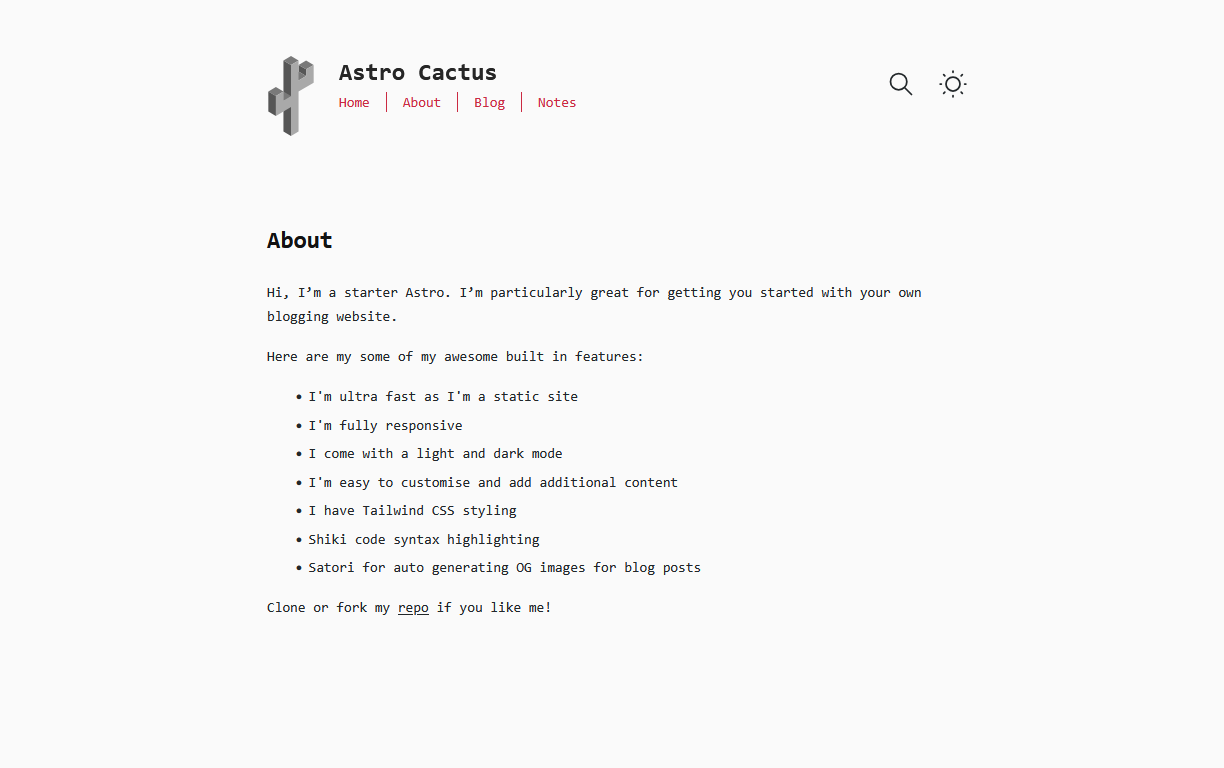 Astro Cactus
Home About Blog Notes
About
Hi, I’m a starter Astro. I’m particularly great for getting you started with your own
blogging website.
Here are my some of my awesome built in features:
• I'm ultra fast as I'm a static site
• I'm fully responsive
• I come with a light and dark mode
• I'm easy to customise and add additional content
• I have Tailwind CSS styling
• Shiki code syntax highlighting
• Satori for auto generating OG images for blog posts
Clone or fork my repo if you like me!